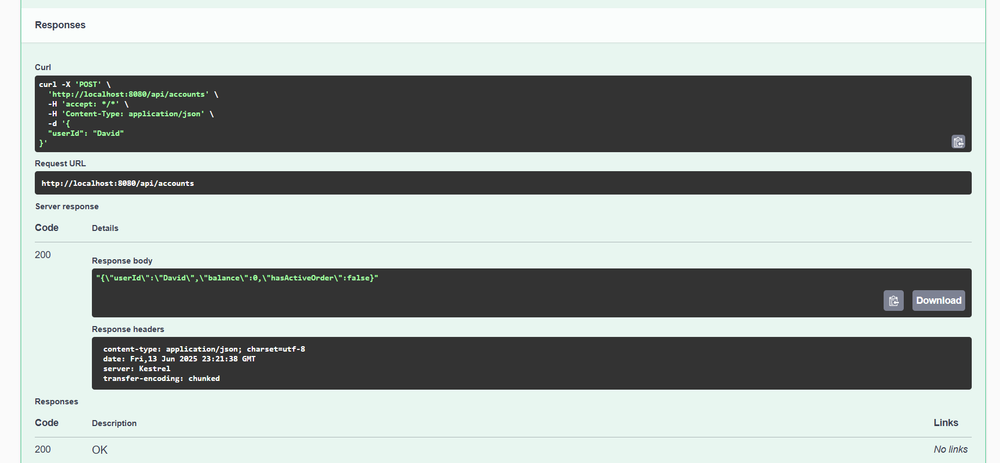 Responses
Curl
curl -X 'POST' \
  'http://localhost:8080/api/accounts' \
  -H 'accept: */*' \
  -H 'Content-Type: application/json' \
  -d '{
  "userId": "David"
}'
Request URL
http://localhost:8080/api/accounts
Server response
Code Details
200
Response body
"{\"userId\":\"David\",\"balance\":0,\"hasActiveOrder\":false}"
Download
Response headers
content-type: application/json; charset=utf-8
date: Fri,13 Jun 2025 23:21:38 GMT
server: Kestrel
transfer-encoding: chunked
Responses
Code Description Links
200 OK No links